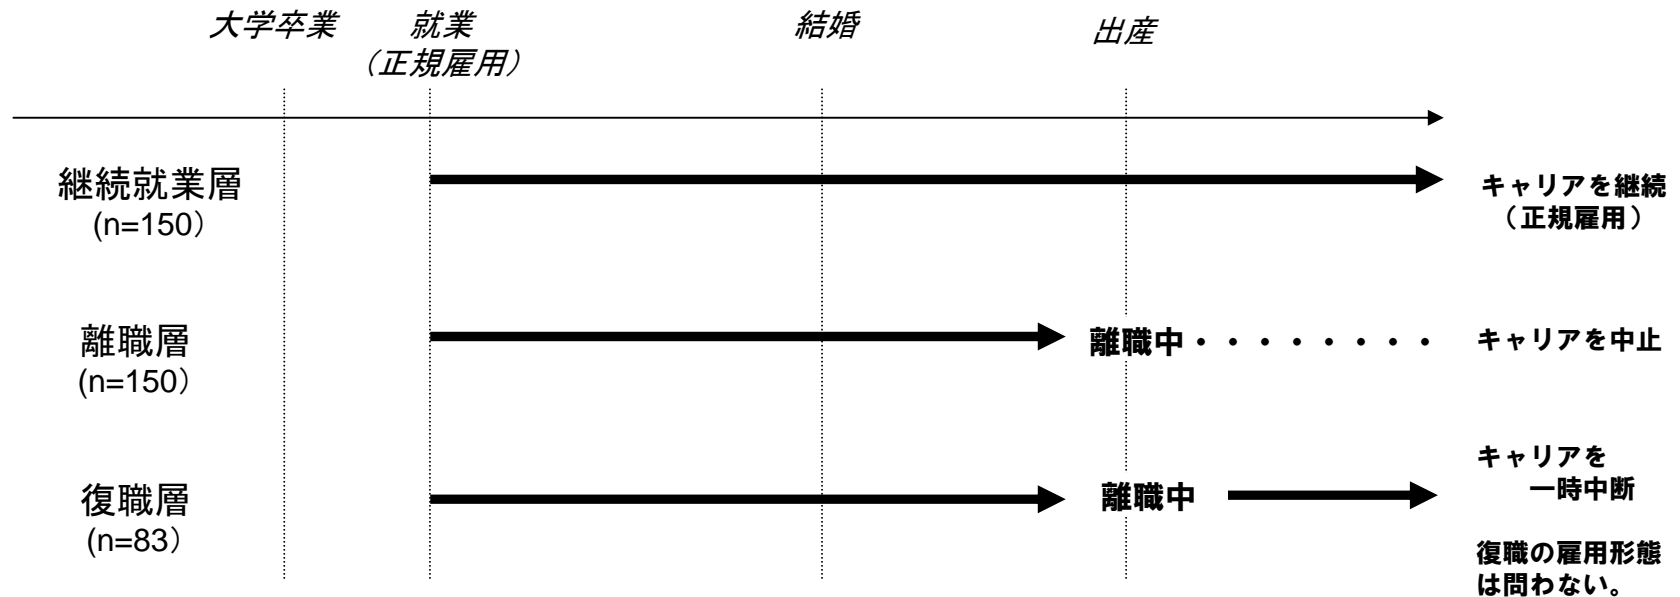 大学卒業
就業
（正規雇用）
結婚
出産
継続就業層
(n=150）
キャリアを継続
（正規雇用）
離職層
(n=150）
離職中・・・・・・・・
キャリアを中止
復職層
(n=83）
離職中
キャリアを
一時中断
復職の雇用形態
は問わない。